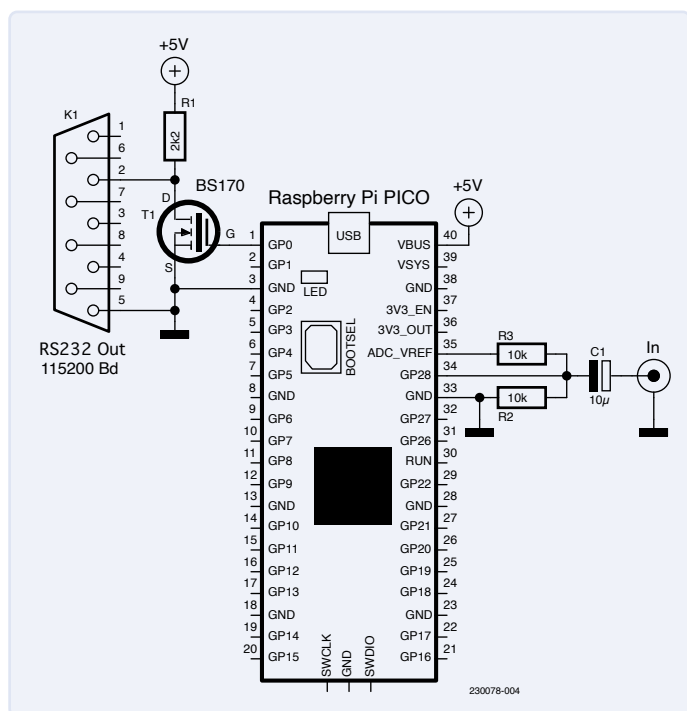 +5V
R1
2k2
K1
1
6
2
7
3
8
4
9
5
BS170
D
T1
G
S
RS232 Out
115200 Bd
Raspberry Pi PICO
USB
LED
BOOTSEL
+5V
1 GP0 VBUS 40
2 GP1 VSYS 39
3 GND GND 38
4 GP2 3V3_EN 37
5 GP3 3V3_OUT 36
6 GP4 ADC_VREF 35
7 GP5 GP28 34
8 GND GND 33
9 GP6 GP27 32
10 GP7 GP26 31
11 GP8 RUN 30
12 GP9 GP22 29
13 GND GND 28
14 GP10 GP21 27
15 GP11 GP20 26
16 GP12 GP19 25
17 GP13 GP18 24
18 GND GND 23
19 GP14 GP17 22
20 GP15 GP16 21
SWCLK
GND
SWDIO
R3
10k
10k
R2
C1
10µ
In
230078-004